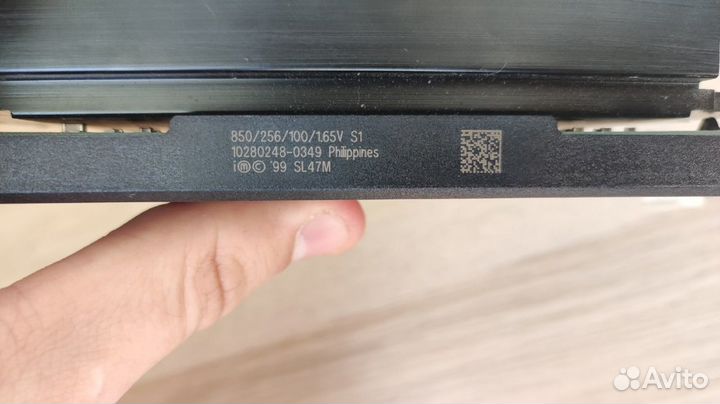 850/256/100/1.65V S1
10280248-0349 Philippines
i ⓜ © '99 SL47M
Avito